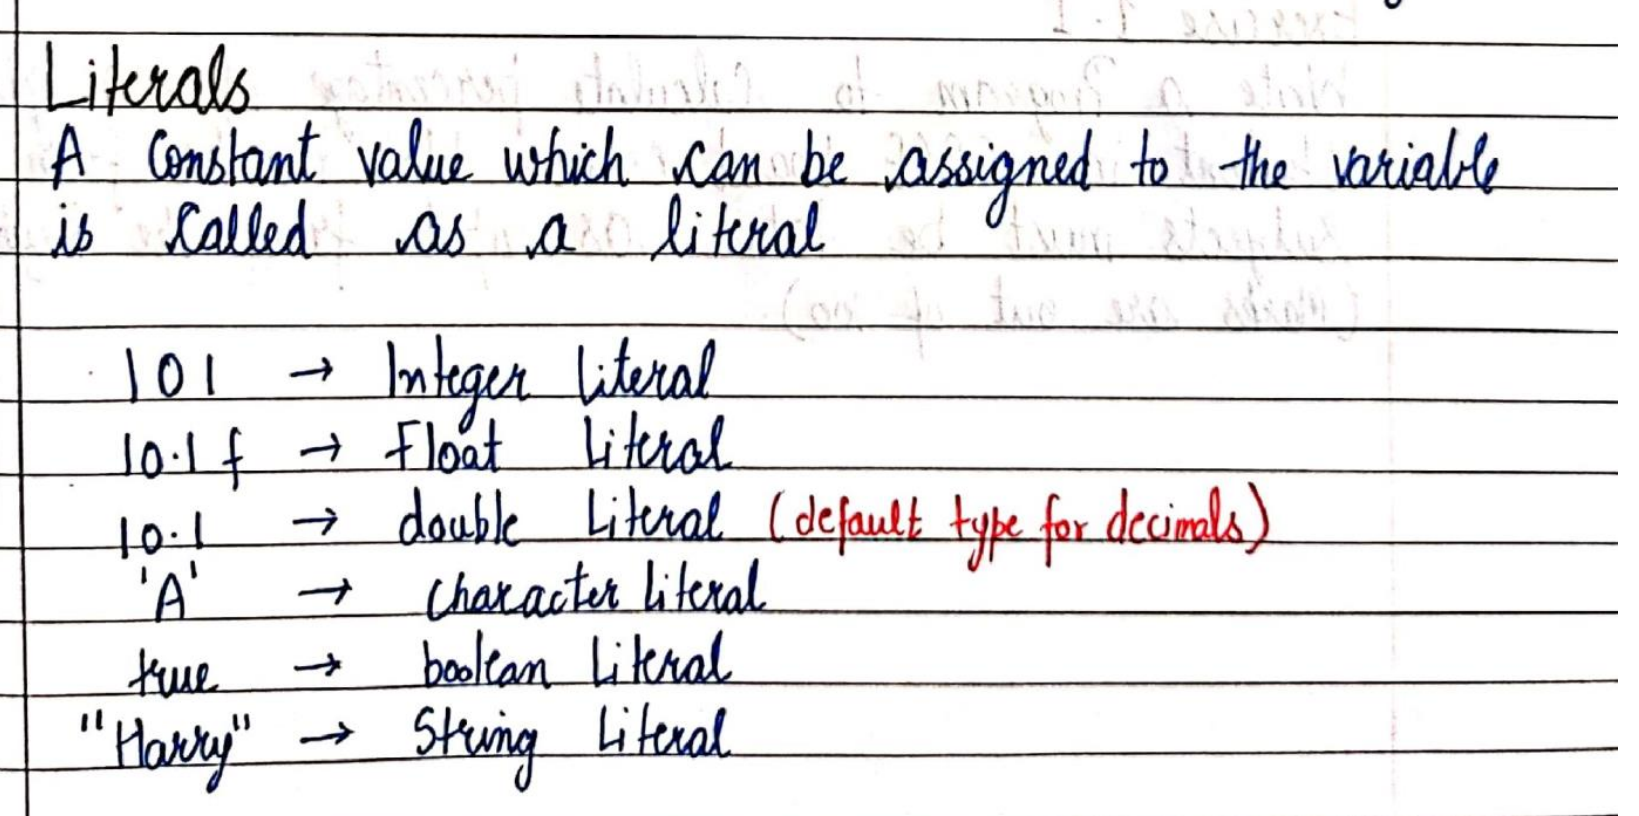 Literals
A Constant value which can be assigned to the variable
is called as a literal
101 → Integer literal
10.1 f → Float literal
10.1 → double literal (default type for decimals)
'A' → Character literal
true → boolean literal
"Harry" → String literal